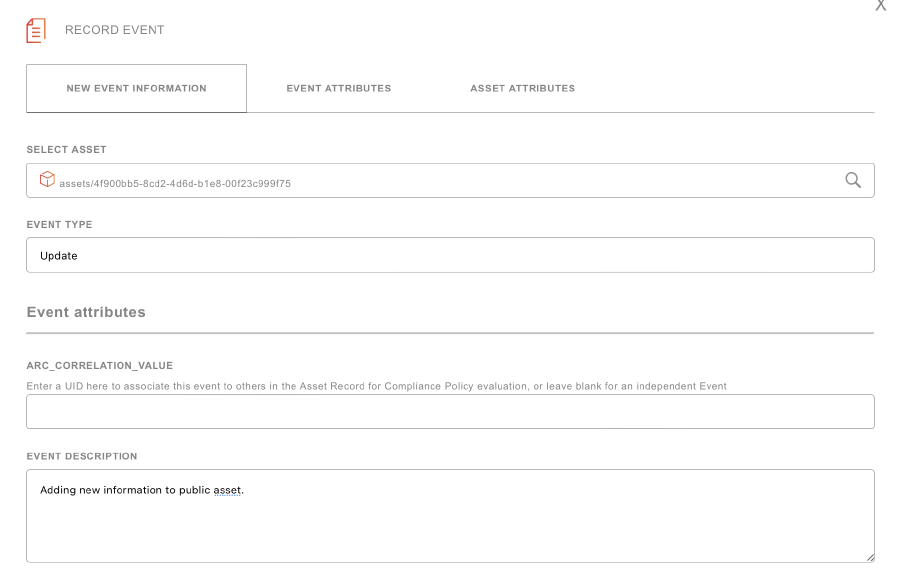 X
RECORD EVENT
NEW EVENT INFORMATION EVENT ATTRIBUTES ASSET ATTRIBUTES
SELECT ASSET
assets/4f900bb5-8cd2-4d6d-b1e8-00f23c999f75
EVENT TYPE
Update
Event attributes
ARC_CORRELATION_VALUE
Enter a UID here to associate this event to others in the Asset Record for Compliance Policy evaluation, or leave blank for an independent Event
EVENT DESCRIPTION
Adding new information to public asset.